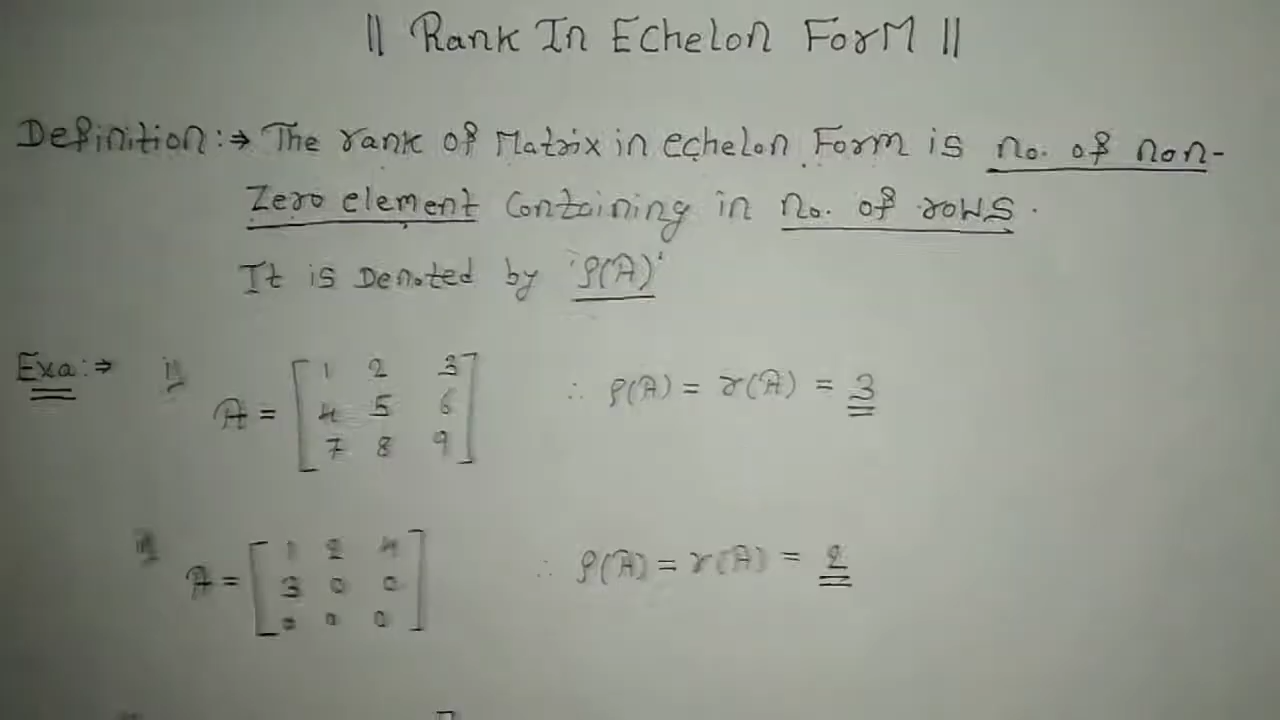 || Rank In Echelon Form ||
Definition:→ The rank of Matrix in echelon Form is no. of non-
Zero element Containing in no. of rows.
It is Denoted by 'ρ(A)'
Exa:→ i)
A = [ 1 2 3
4 5 6
7 8 9 ]
∴ ρ(A) = r(A) = 3
ii)
A = [ 1 2 4
3 0 0
0 0 0 ]
∴ ρ(A) = r(A) = 2